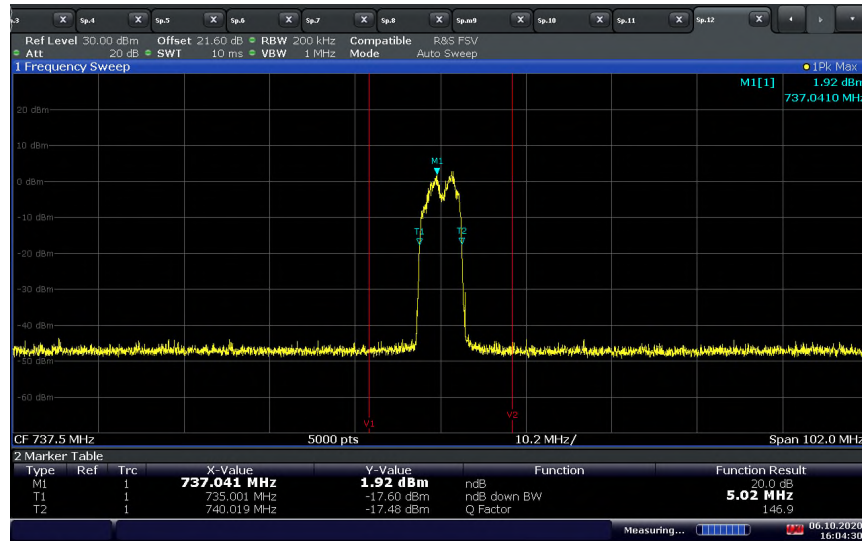 .3 X Sp.4 X Sp.5 X Sp.6 X Sp.7 X Sp.8 X Sp.m9 X Sp.10 X Sp.11 X Sp.12 X
Ref Level 30.00 dBm Offset 21.60 dB RBW 200 kHz Compatible R&S FSV
Att 20 dB SWT 10 ms VBW 1 MHz Mode Auto Sweep
1 Frequency Sweep 1Pk Max
M1[1] 1.92 dBm
737.0410 MHz
20 dBm
10 dBm
M1
0 dBm
-10 dBm
T1 T2
-20 dBm
-30 dBm
-40 dBm
-50 dBm
-60 dBm
V1 V2
CF 737.5 MHz 5000 pts 10.2 MHz/ Span 102.0 MHz
2 Marker Table
Type Ref Trc X-Value Y-Value Function Function Result
M1 1 737.041 MHz 1.92 dBm ndB 20.0 dB
T1 1 735.001 MHz -17.60 dBm ndB down BW 5.02 MHz
T2 1 740.019 MHz -17.48 dBm Q Factor 146.9
Measuring... 06.10.2020
16:04:30